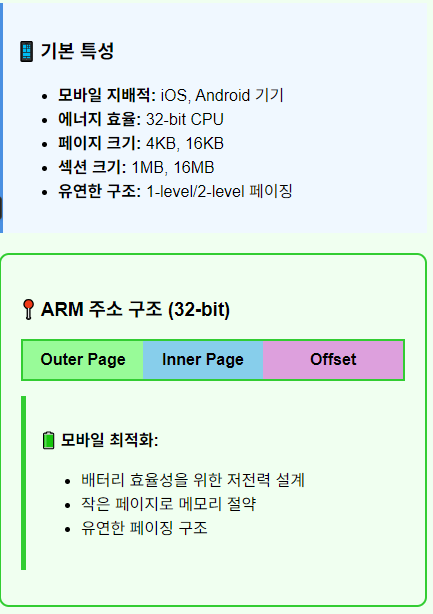 기본 특성
모바일 지배적: iOS, Android 기기
에너지 효율: 32-bit CPU
페이지 크기: 4KB, 16KB
섹션 크기: 1MB, 16MB
유연한 구조: 1-level/2-level 페이징
ARM 주소 구조 (32-bit)
Outer Page Inner Page Offset
모바일 최적화:
배터리 효율성을 위한 저전력 설계
작은 페이지로 메모리 절약
유연한 페이징 구조